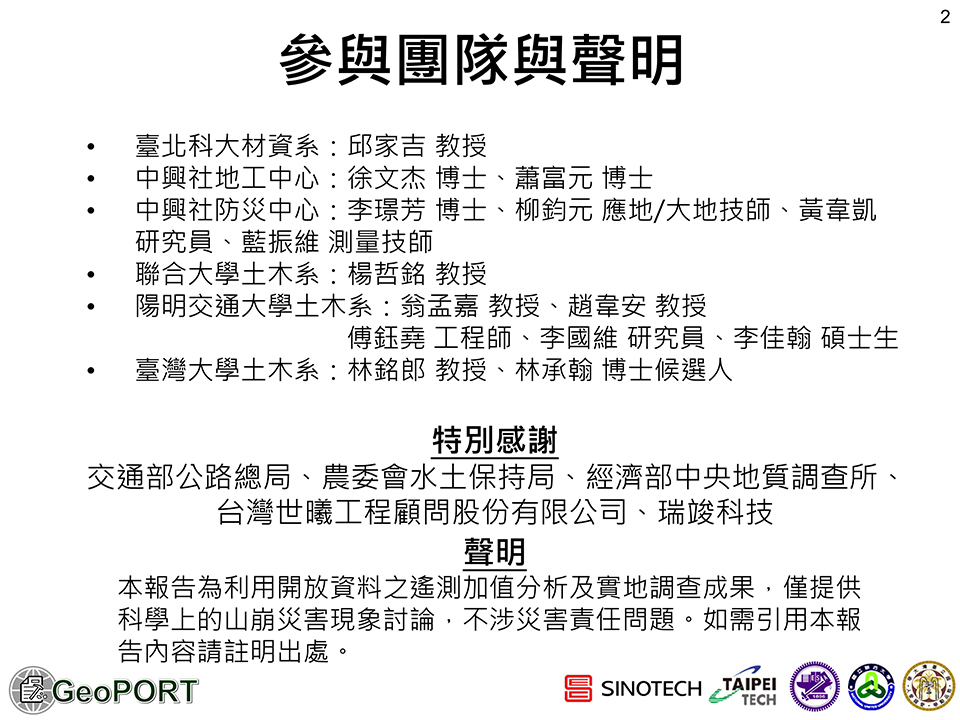 2
參與團隊與聲明
• 臺北科大材資系：邱家吉 教授
• 中興社地工中心：徐文杰 博士、蕭富元 博士
• 中興社防災中心：李璟芳 博士、柳鈞元 應地/大地技師、黃韋凱
研究員、藍振維 測量技師
• 聯合大學土木系：楊哲銘 教授
• 陽明交通大學土木系：翁孟嘉 教授、趙韋安 教授
傅鈺堯 工程師、李國維 研究員、李佳翰 碩士生
• 臺灣大學土木系：林銘郎 教授、林承翰 博士候選人
特別感謝
交通部公路總局、農委會水土保持局、經濟部中央地質調查所、
台灣世曦工程顧問股份有限公司、瑞竣科技
聲明
本報告為利用開放資料之遙測加值分析及實地調查成果，僅提供
科學上的山崩災害現象討論，不涉災害責任問題。如需引用本報
告內容請註明出處。
GeoPORT
SINOTECH
TAIPEI
TECH